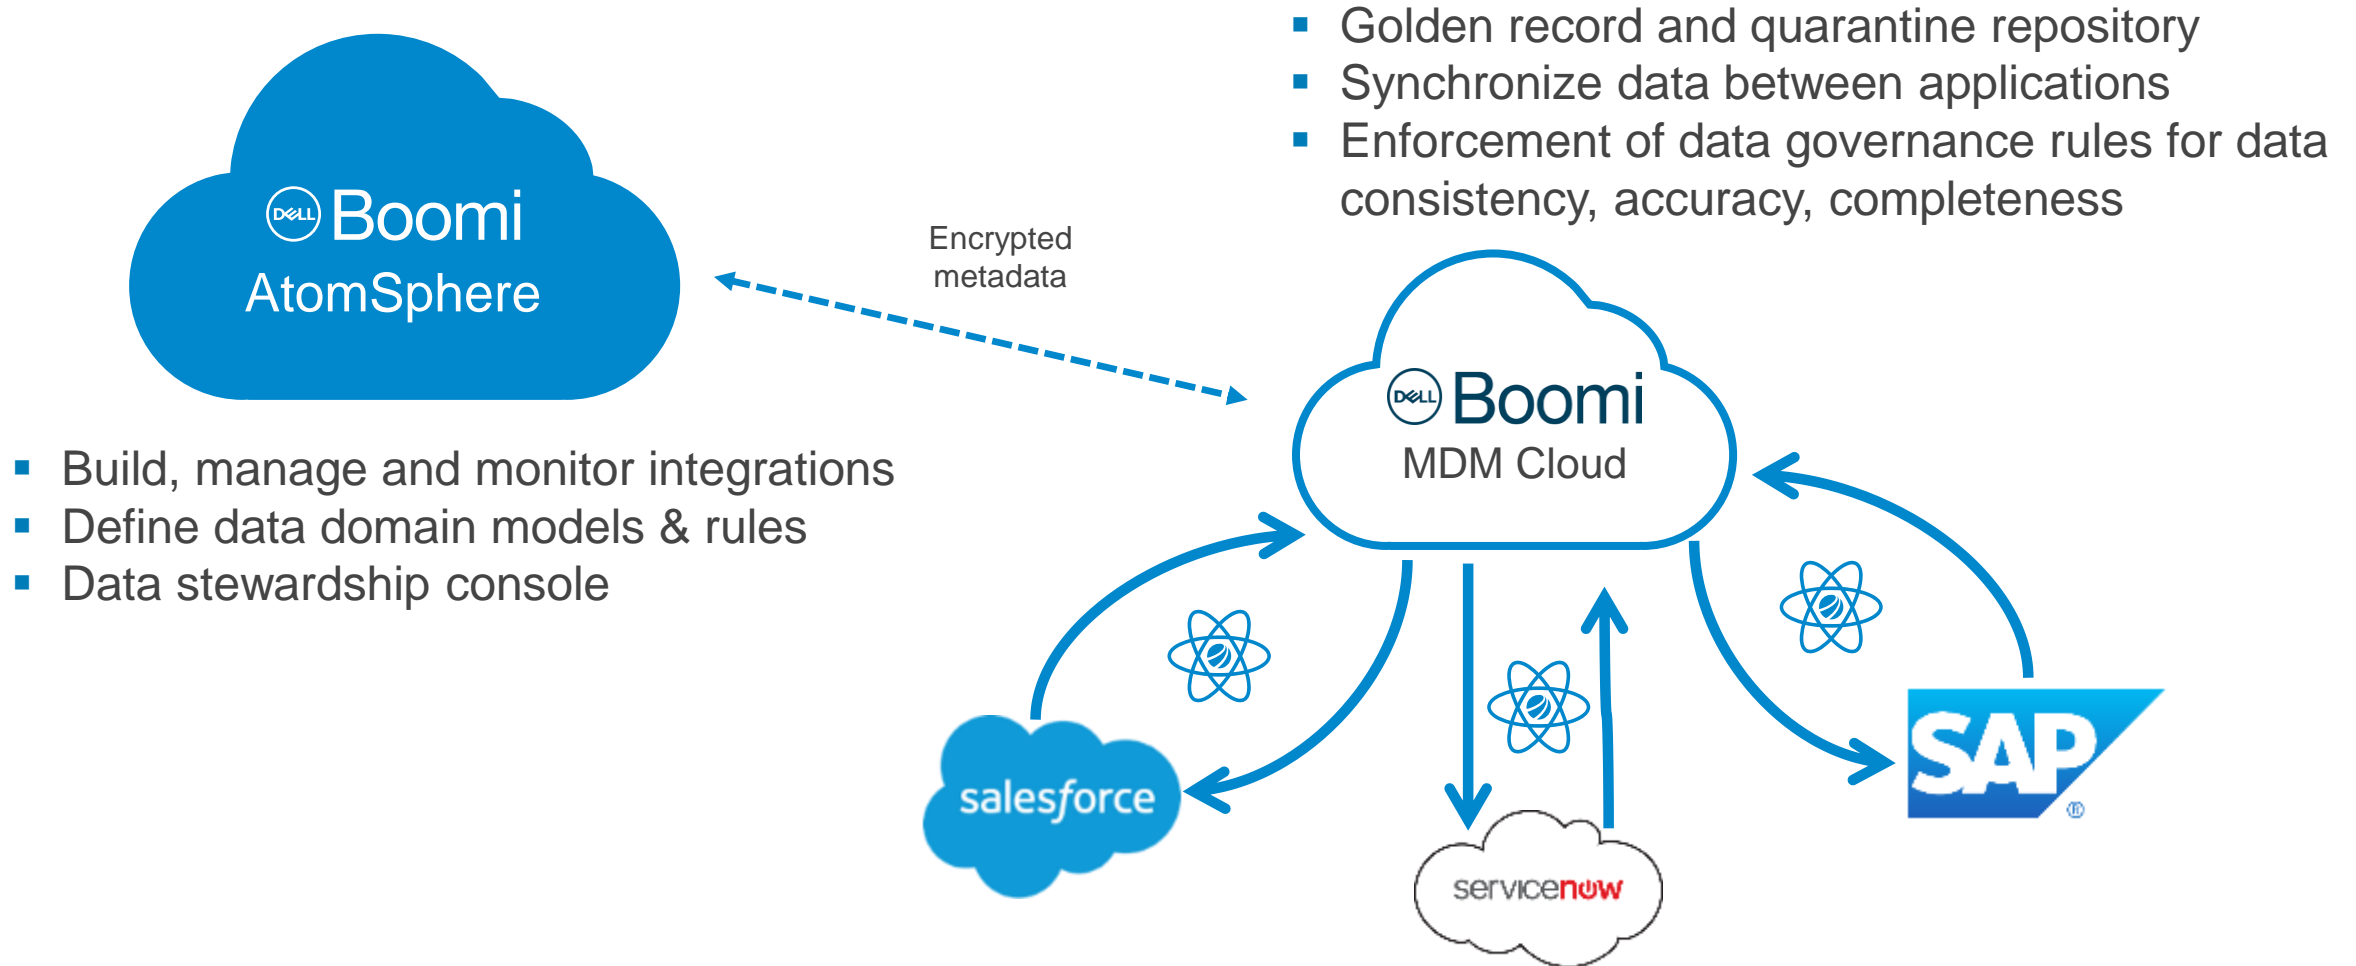 Golden record and quarantine repository
Synchronize data between applications
Enforcement of data governance rules for data
consistency, accuracy, completeness
DELL Boomi
AtomSphere
Encrypted
metadata
DELL Boomi
MDM Cloud
Build, manage and monitor integrations
Define data domain models & rules
Data stewardship console
salesforce
servicenow
SAP®